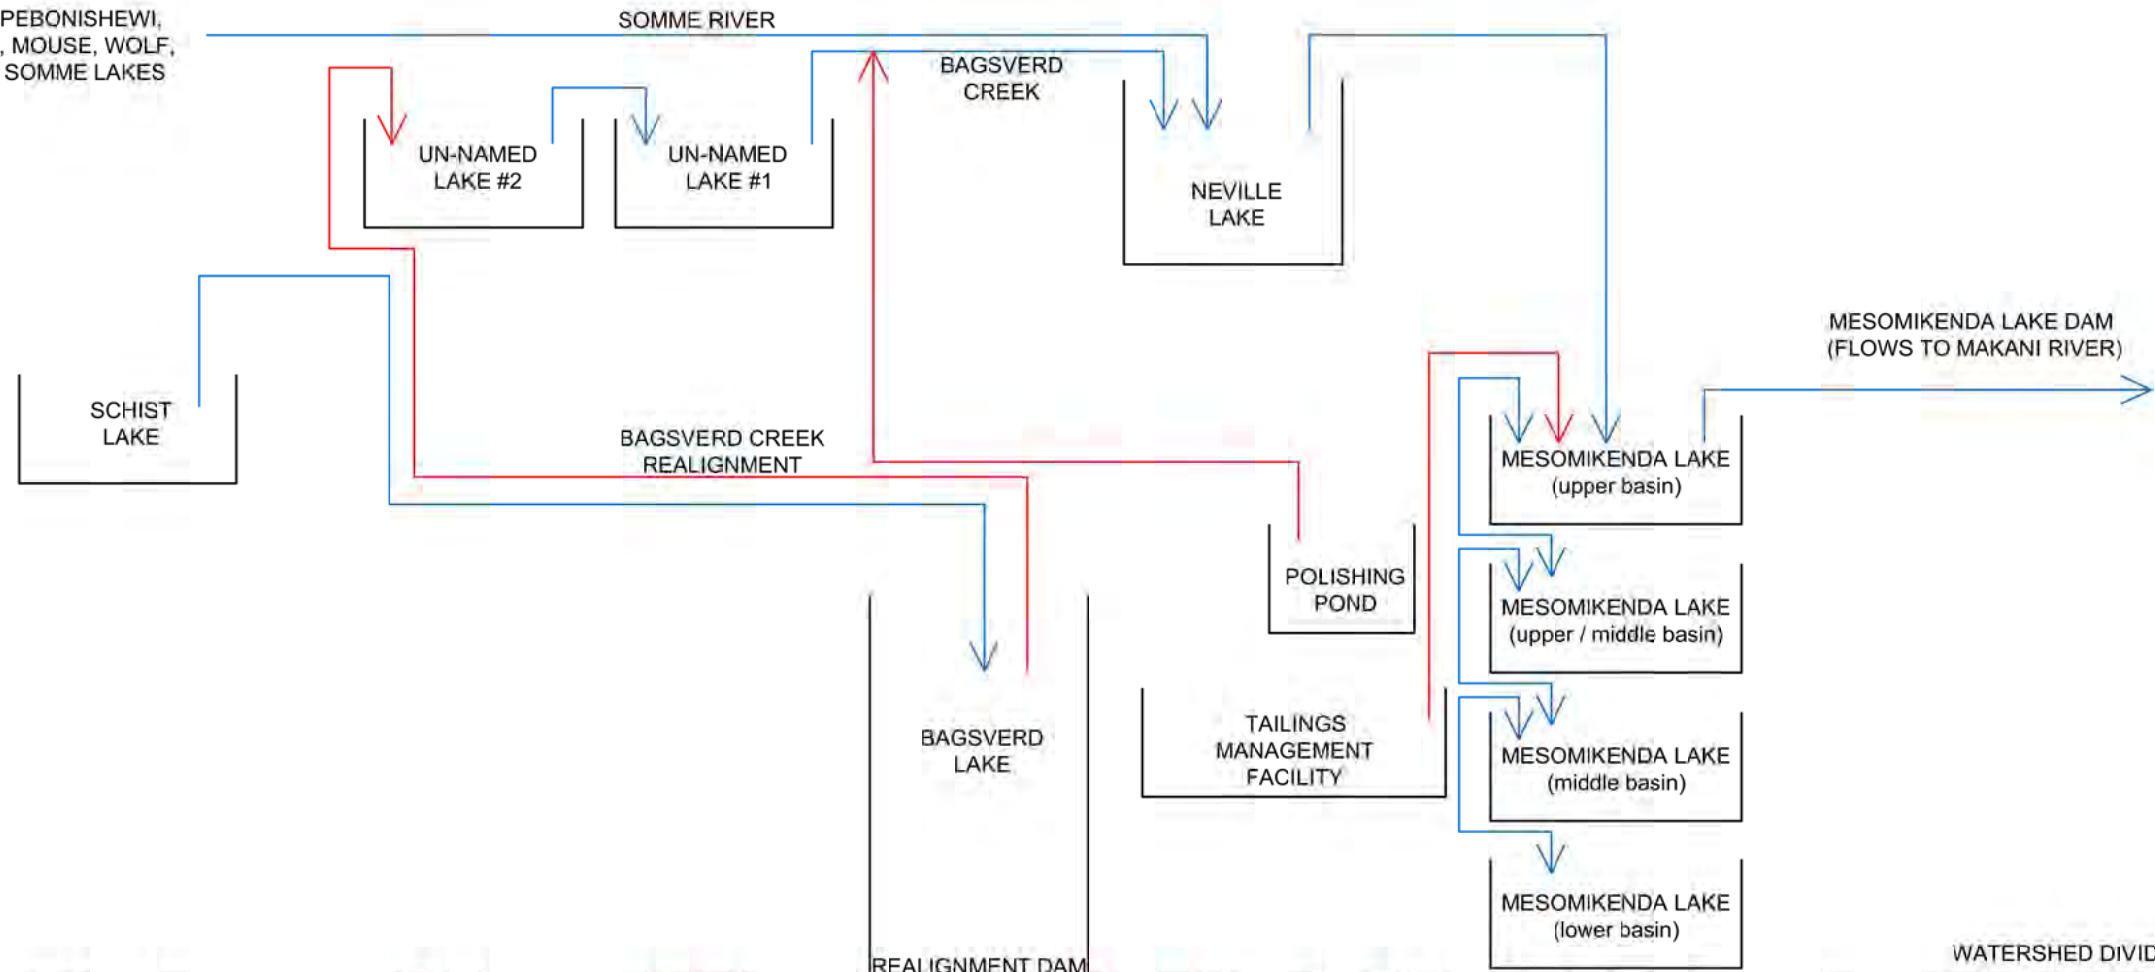 PEBONISHEWI,
, MOUSE, WOLF,
SOMME LAKES
SOMME RIVER
BAGSVERD
CREEK
UN-NAMED
LAKE #2
UN-NAMED
LAKE #1
NEVILLE
LAKE
MESOMIKENDA LAKE DAM
(FLOWS TO MAKANI RIVER)
SCHIST
LAKE
BAGSVERD CREEK
REALIGNMENT
MESOMIKENDA LAKE
(upper basin)
POLISHING
POND
MESOMIKENDA LAKE
(upper / middle basin)
BAGSVERD
LAKE
TAILINGS
MANAGEMENT
FACILITY
MESOMIKENDA LAKE
(middle basin)
MESOMIKENDA LAKE
(lower basin)
REALIGNMENT DAM
WATERSHED DIVID